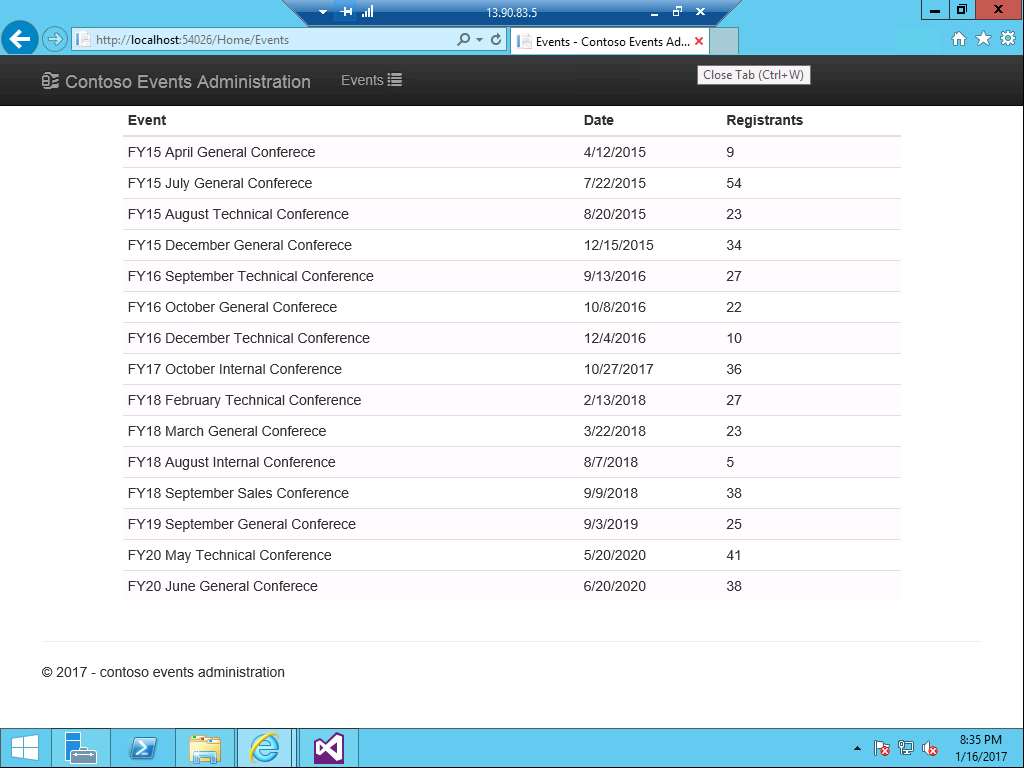 13.90.83.5
http://localhost:54026/Home/Events
Events - Contoso Events Ad...
Close Tab (Ctrl+W)
Contoso Events Administration Events
Event Date Registrants
FY15 April General Conferece 4/12/2015 9
FY15 July General Conferece 7/22/2015 54
FY15 August Technical Conference 8/20/2015 23
FY15 December General Conferece 12/15/2015 34
FY16 September Technical Conference 9/13/2016 27
FY16 October General Conferece 10/8/2016 22
FY16 December Technical Conference 12/4/2016 10
FY17 October Internal Conference 10/27/2017 36
FY18 February Technical Conference 2/13/2018 27
FY18 March General Conferece 3/22/2018 23
FY18 August Internal Conference 8/7/2018 5
FY18 September Sales Conference 9/9/2018 38
FY19 September General Conferece 9/3/2019 25
FY20 May Technical Conference 5/20/2020 41
FY20 June General Conferece 6/20/2020 38
© 2017 - contoso events administration
8:35 PM
1/16/2017